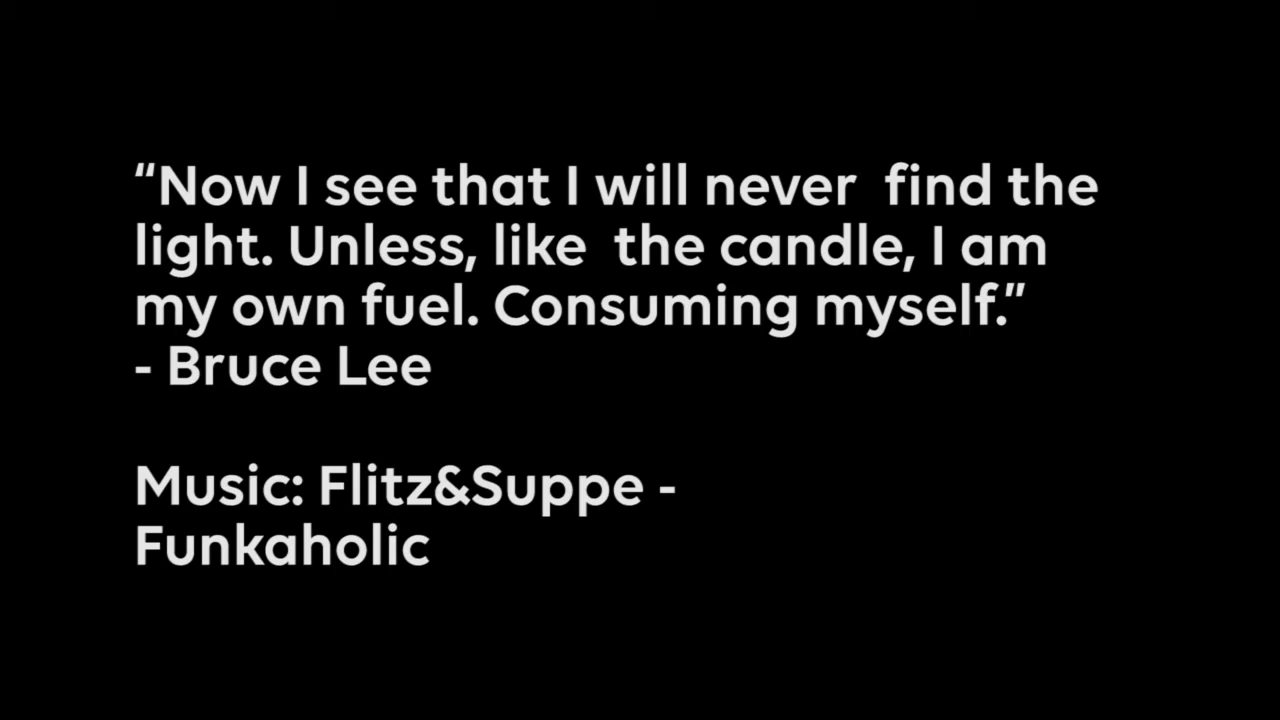 “Now I see that I will never  find the
light. Unless, like  the candle, I am
my own fuel. Consuming myself.”
- Bruce Lee
Music: Flitz&Suppe -
Funkaholic